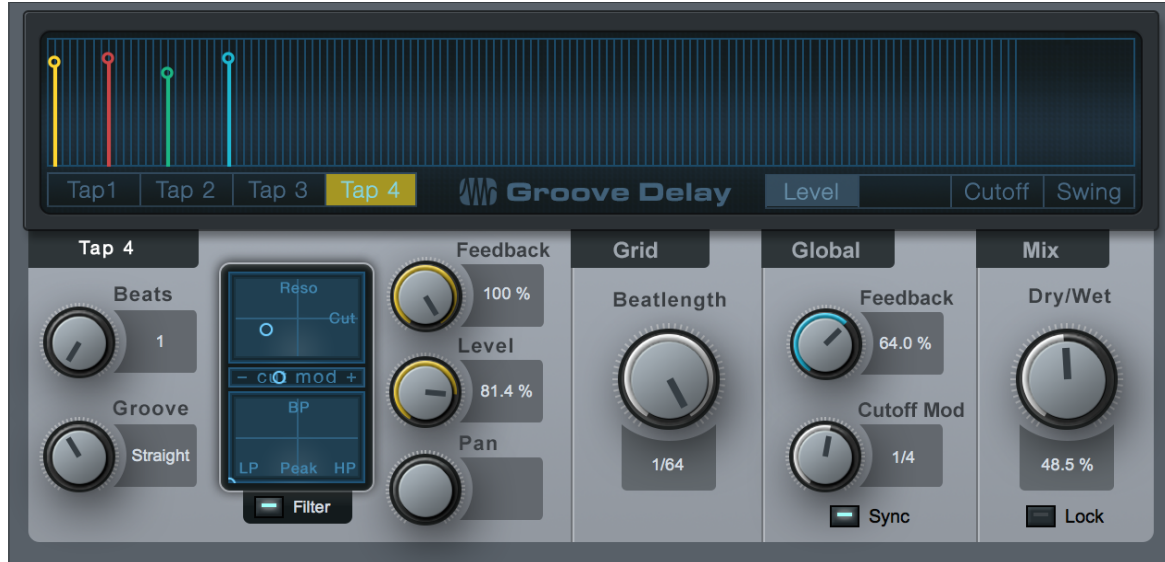 Tap1 Tap 2 Tap 3 Tap 4 Groove Delay Level Cutoff Swing
Tap 4
Beats
1
Groove
Straight
Reso
Cut
- cut mod +
BP
LP Peak HP
Filter
Feedback
100 %
Level
81.4 %
Pan
Grid
Beatlength
1/64
Global
Feedback
64.0 %
Cutoff Mod
1/4
Sync
Mix
Dry/Wet
48.5 %
Lock